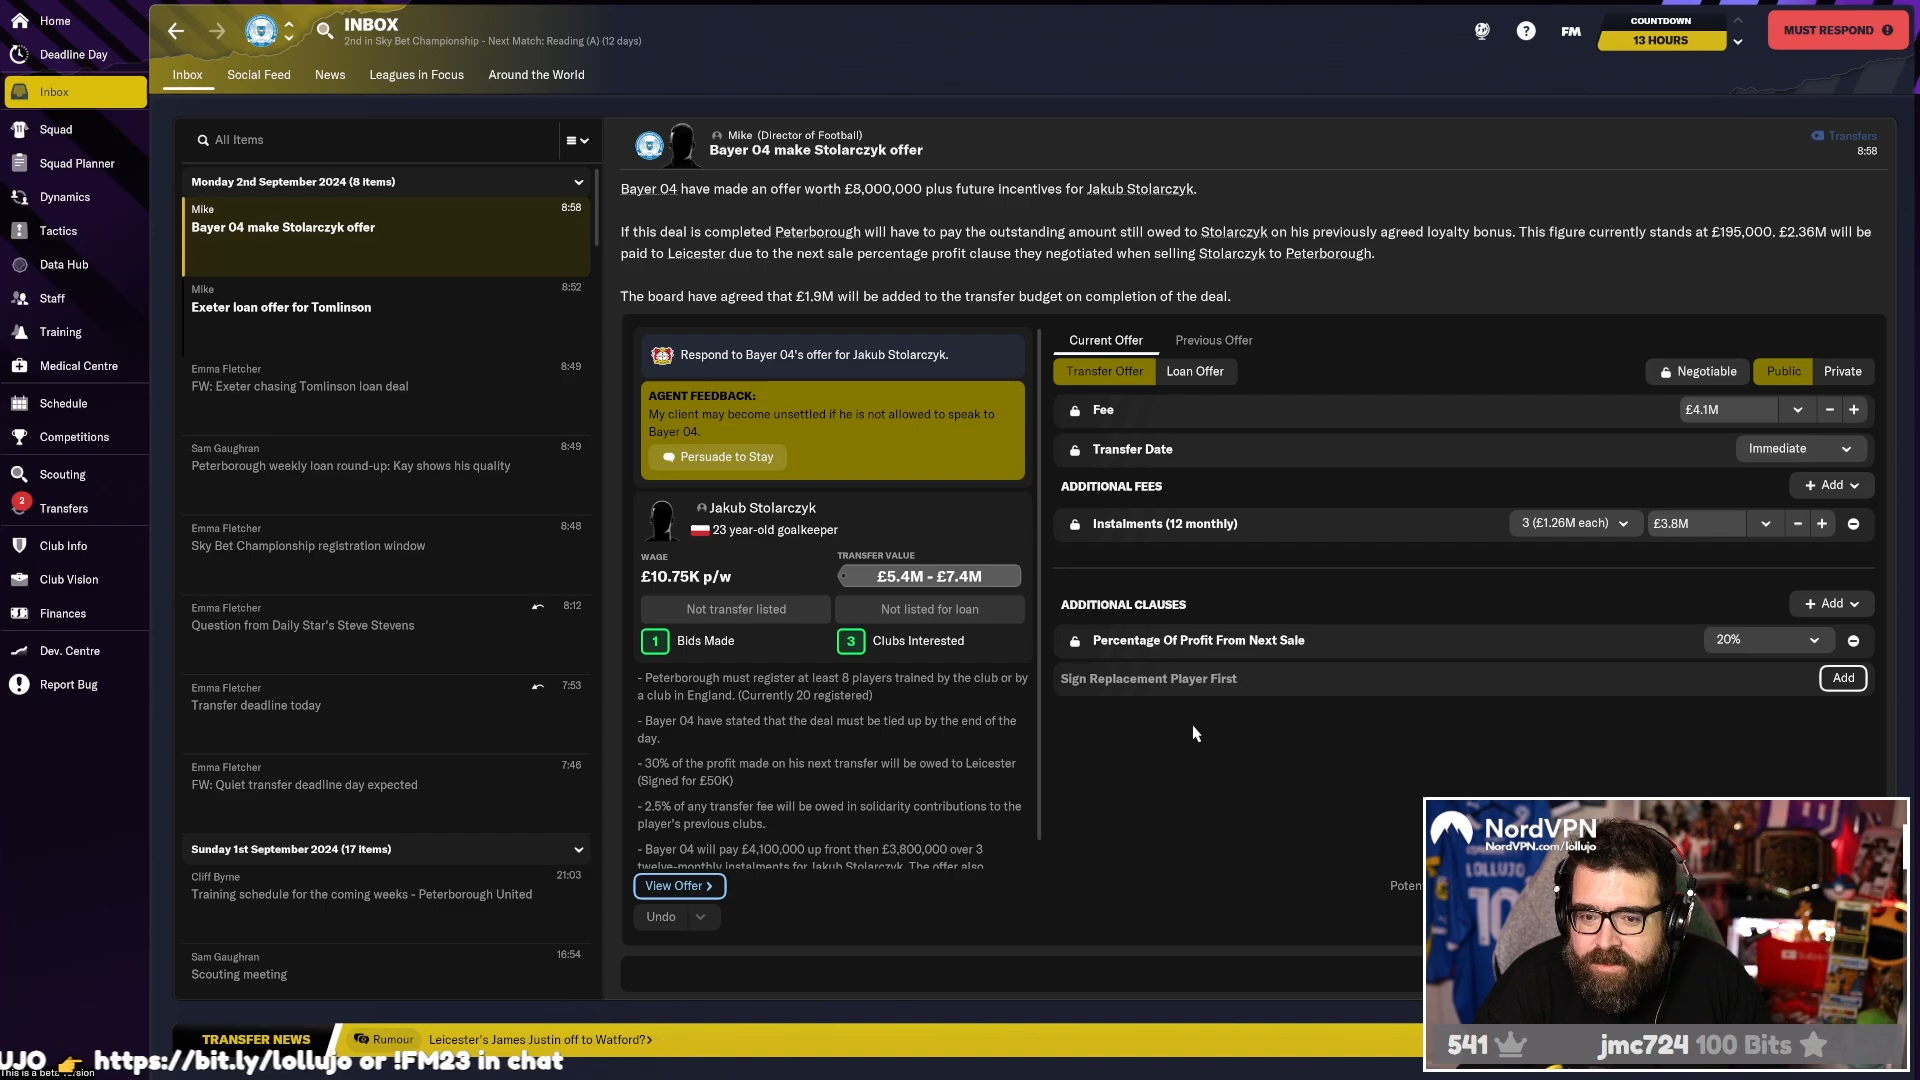 Home
Deadline Day
Inbox
Squad
Squad Planner
Dynamics
Tactics
Data Hub
Staff
Training
Medical Centre
Schedule
Competitions
Scouting
2
Transfers
Club Info
Club Vision
Finances
Dev. Centre
Report Bug
INBOX
2nd in Sky Bet Championship - Next Match: Reading (A) (12 days)
FM
COUNTDOWN
13 HOURS
MUST RESPOND
Inbox Social Feed News Leagues in Focus Around the World
All Items
Monday 2nd September 2024 (8 Items)
Mike 8:58
Bayer 04 make Stolarczyk offer
Mike 8:52
Exeter loan offer for Tomlinson
Emma Fletcher 8:49
FW: Exeter chasing Tomlinson loan deal
Sam Gaughran 8:49
Peterborough weekly loan round-up: Kay shows his quality
Emma Fletcher 8:48
Sky Bet Championship registration window
Emma Fletcher 8:12
Question from Daily Star's Steve Stevens
Emma Fletcher 7:53
Transfer deadline today
Emma Fletcher 7:46
FW: Quiet transfer deadline day expected
Sunday 1st September 2024 (17 Items)
Cliff Byrne 21:03
Training schedule for the coming weeks - Peterborough United
Sam Gaughran 16:54
Scouting meeting
Mike (Director of Football)
Bayer 04 make Stolarczyk offer
Transfers
8:58
Bayer 04 have made an offer worth £8,000,000 plus future incentives for Jakub Stolarczyk.
If this deal is completed Peterborough will have to pay the outstanding amount still owed to Stolarczyk on his previously agreed loyalty bonus. This figure currently stands at £195,000. £2.36M will be
paid to Leicester due to the next sale percentage profit clause they negotiated when selling Stolarczyk to Peterborough.
The board have agreed that £1.9M will be added to the transfer budget on completion of the deal.
Respond to Bayer 04's offer for Jakub Stolarczyk.
AGENT FEEDBACK:
My client may become unsettled if he is not allowed to speak to
Bayer 04.
Persuade to Stay
Jakub Stolarczyk
23 year-old goalkeeper
WAGE TRANSFER VALUE
£10.75K p/w £5.4M - £7.4M
Not transfer listed Not listed for loan
1 Bids Made 3 Clubs Interested
- Peterborough must register at least 8 players trained by the club or by
a club in England. (Currently 20 registered)
- Bayer 04 have stated that the deal must be tied up by the end of the
day.
- 30% of the profit made on his next transfer will be owed to Leicester
(Signed for £50K)
- 2.5% of any transfer fee will be owed in solidarity contributions to the
player's previous clubs.
- Bayer 04 will pay £4,100,000 up front then £3,800,000 over 3
twelve-monthly instalments for Jakub Stolarczyk. The offer also
View Offer
Undo
Current Offer Previous Offer
Transfer Offer Loan Offer Negotiable Public Private
Fee £4.1M
Transfer Date Immediate
ADDITIONAL FEES + Add
Instalments (12 monthly) 3 (£1.26M each) £3.8M
ADDITIONAL CLAUSES + Add
Percentage Of Profit From Next Sale 20%
Sign Replacement Player First Add
Poten
NordVPN
NordVPN.com/lollujo
LOLLUJO
10
541 jmc724 100 Bits
TRANSFER NEWS Rumour Leicester's James Justin off to Watford?>
UJO 👉 https://bit.ly/lollujo or !FM23 in chat
This is a beta version